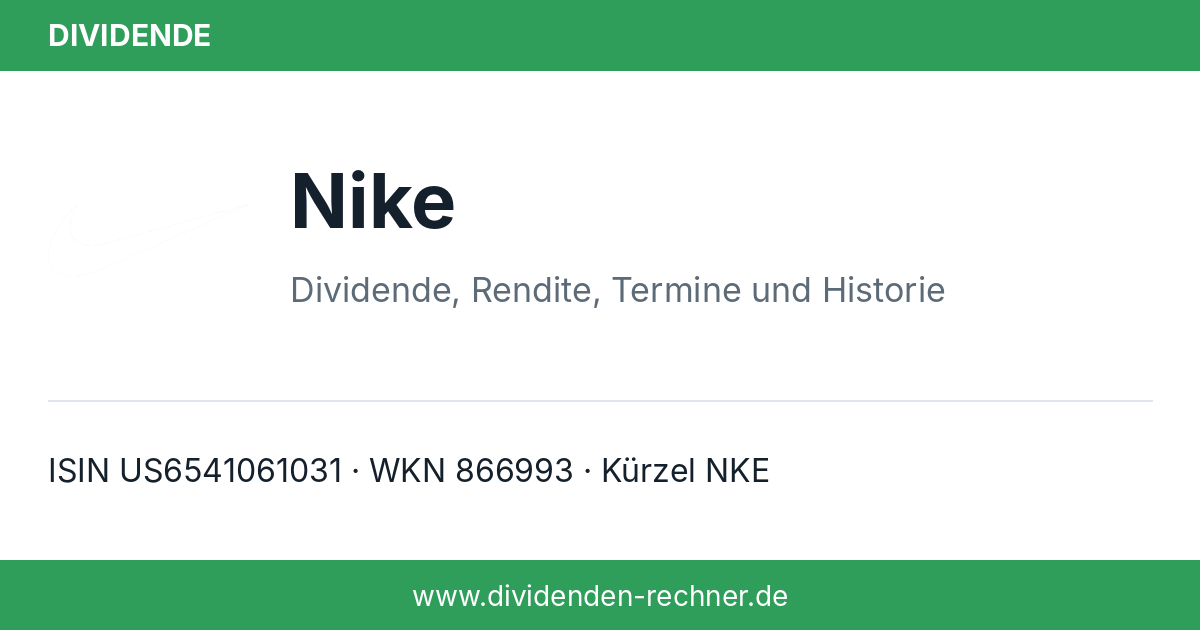 DIVIDENDE
Nike
Dividende, Rendite, Termine und Historie
ISIN US6541061031 · WKN 866993 · Kürzel NKE
www.dividenden-rechner.de